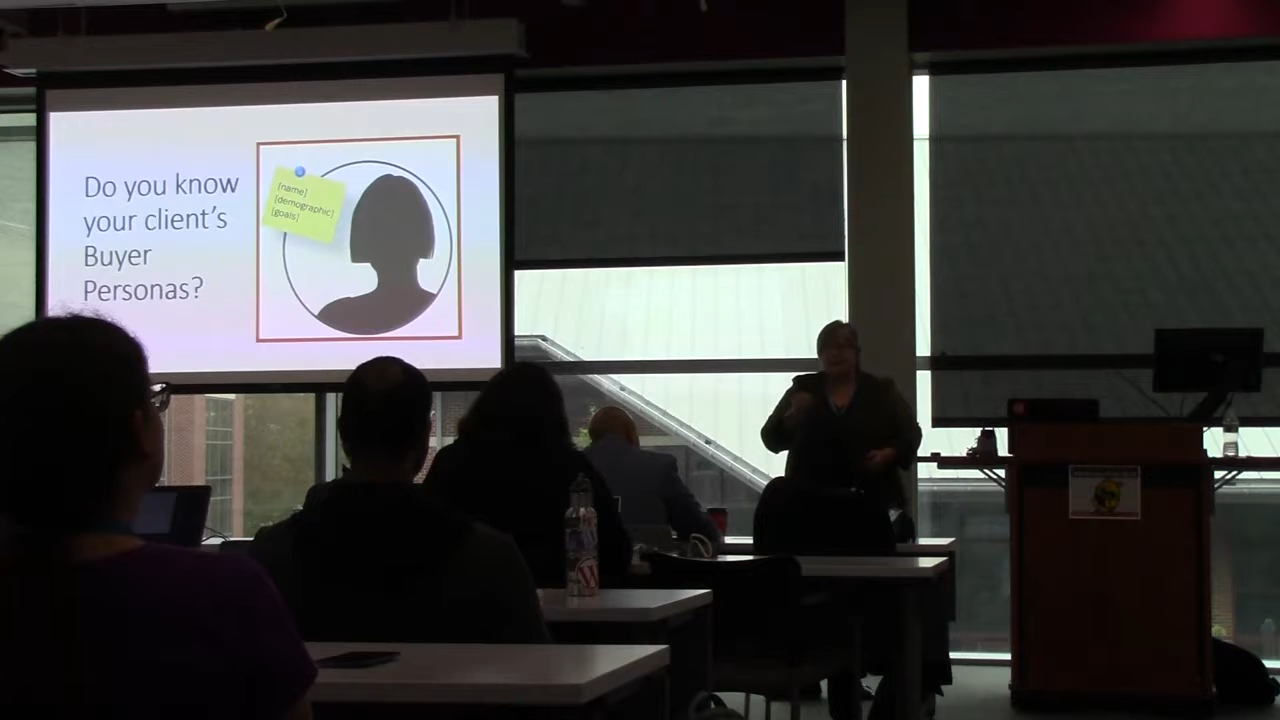 Do you know
your client's
Buyer
Personas?
[name]
[demographic]
[goals]